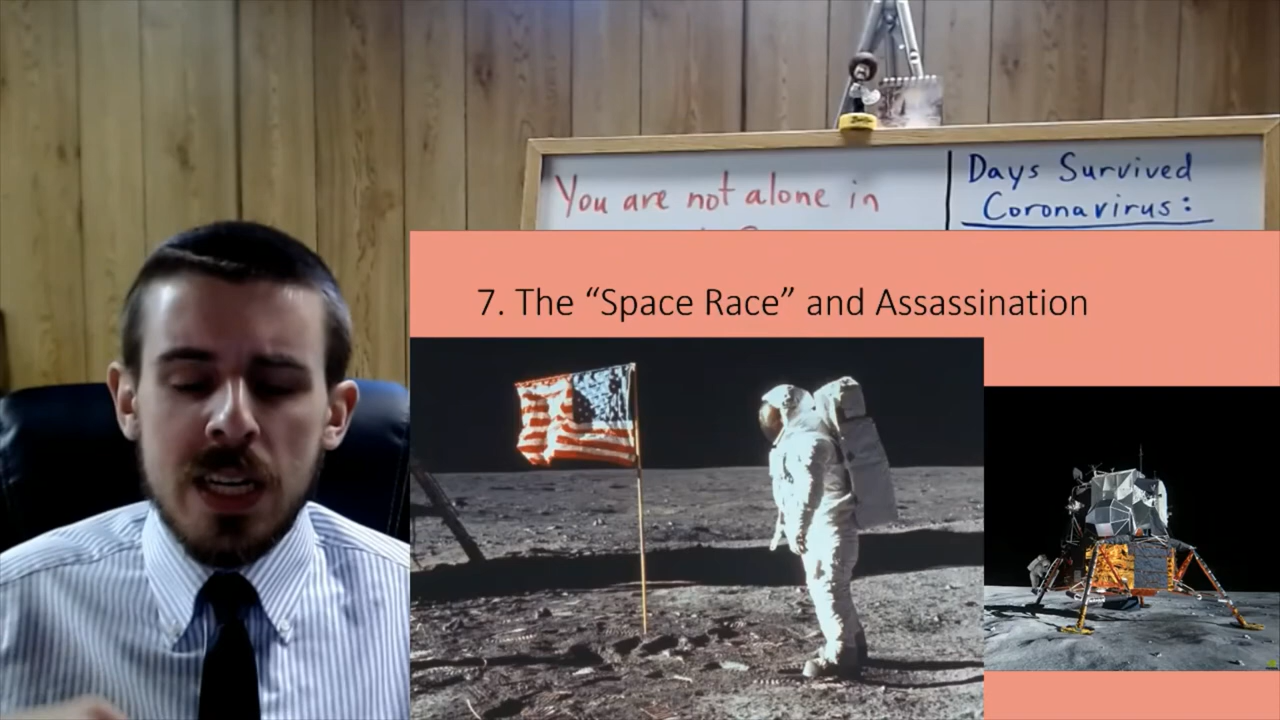 You are not alone in
Days Survived
Coronavirus:
7. The “Space Race” and Assassination